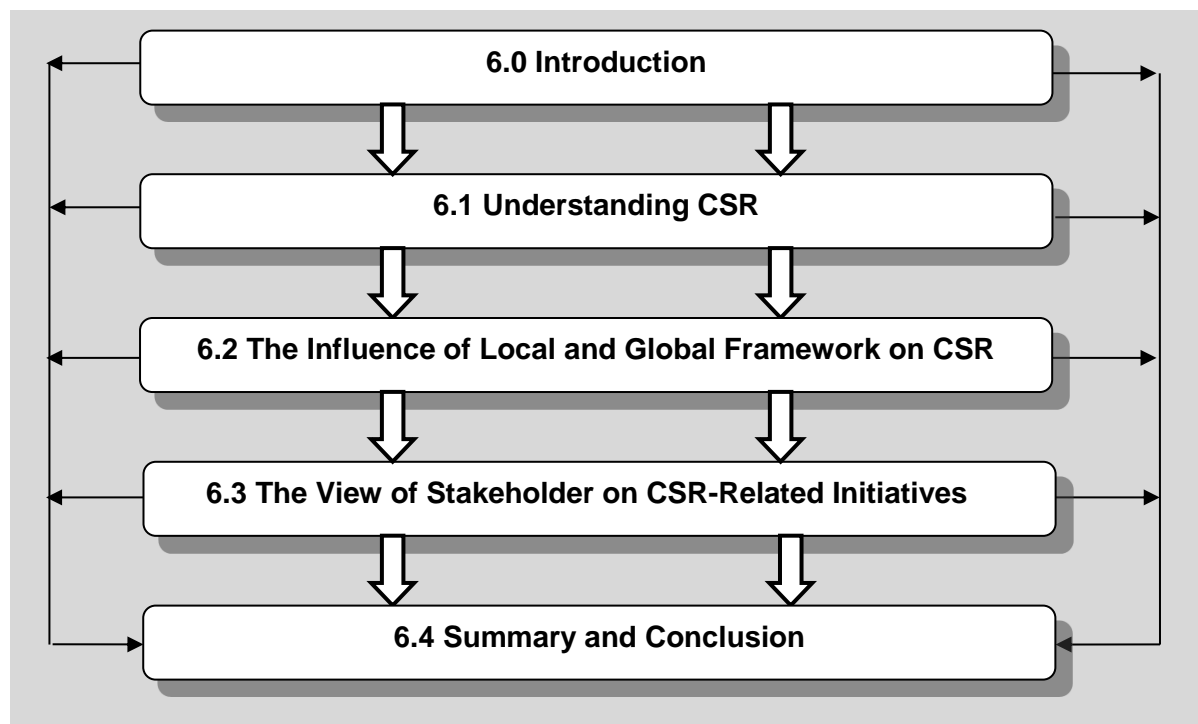 6.0 Introduction
6.1 Understanding CSR
6.2 The Influence of Local and Global Framework on CSR
6.3 The View of Stakeholder on CSR-Related Initiatives
6.4 Summary and Conclusion